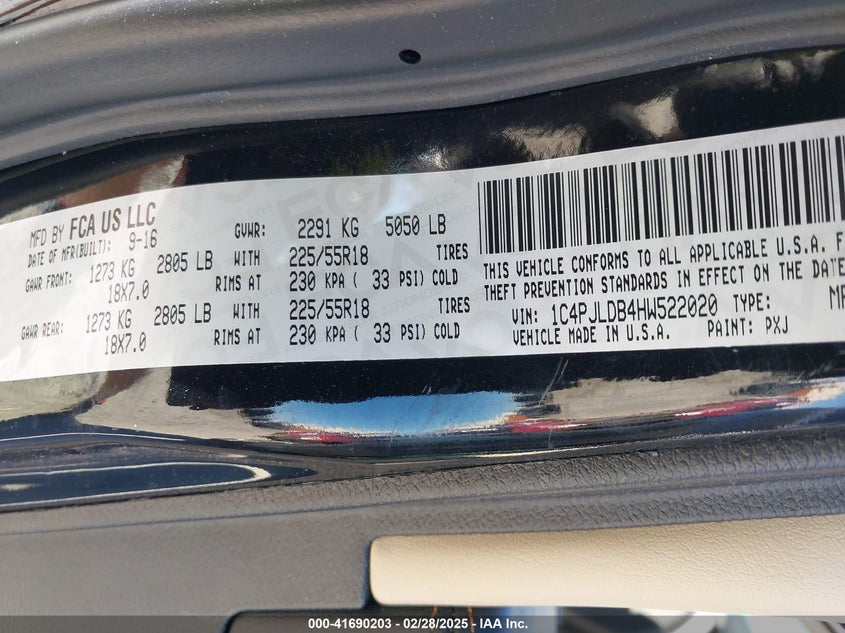 MFD BY FCA US LLC
DATE OF MFR(BUILT): 9-16 GVWR: 2291 KG 5050 LB
GAWR FRONT: 1273 KG 2805 LB WITH 225/55R18 TIRES
18X7.0 RIMS AT 230 KPA ( 33 PSI) COLD
GAWR REAR: 1273 KG 2805 LB WITH 225/55R18 TIRES
18X7.0 RIMS AT 230 KPA ( 33 PSI) COLD
THIS VEHICLE CONFORMS TO ALL APPLICABLE U.S.A. F
THEFT PREVENTION STANDARDS IN EFFECT ON THE DATE
VIN: 1C4PJLDB4HW522020 TYPE:
VEHICLE MADE IN U.S.A. PAINT: PXJ
000-41690203 - 02/28/2025 - IAA Inc.